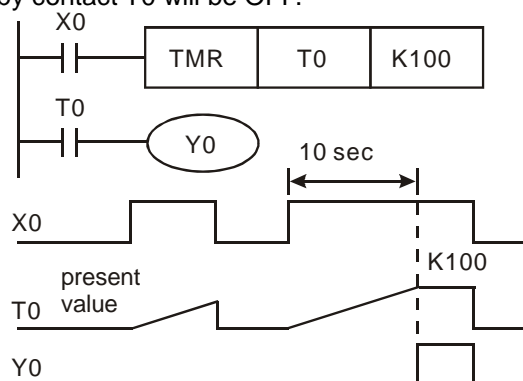 by contact T0 will be OFF.
X0
TMR T0 K100
T0
Y0
10 sec
X0
K100
present
value
T0
Y0